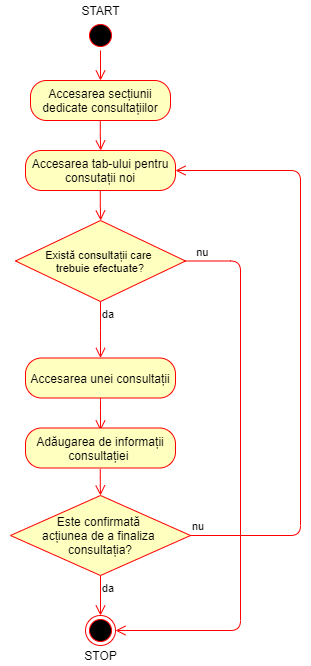 START
Accesarea secțiunii
dedicate consultațiilor
Accesarea tab-ului pentru
consutații noi
Există consultații care
trebuie efectuate?
nu
da
Accesarea unei consultații
Adăugarea de informații
consultației
Este confirmată
acțiunea de a finaliza
consultația?
nu
da
STOP